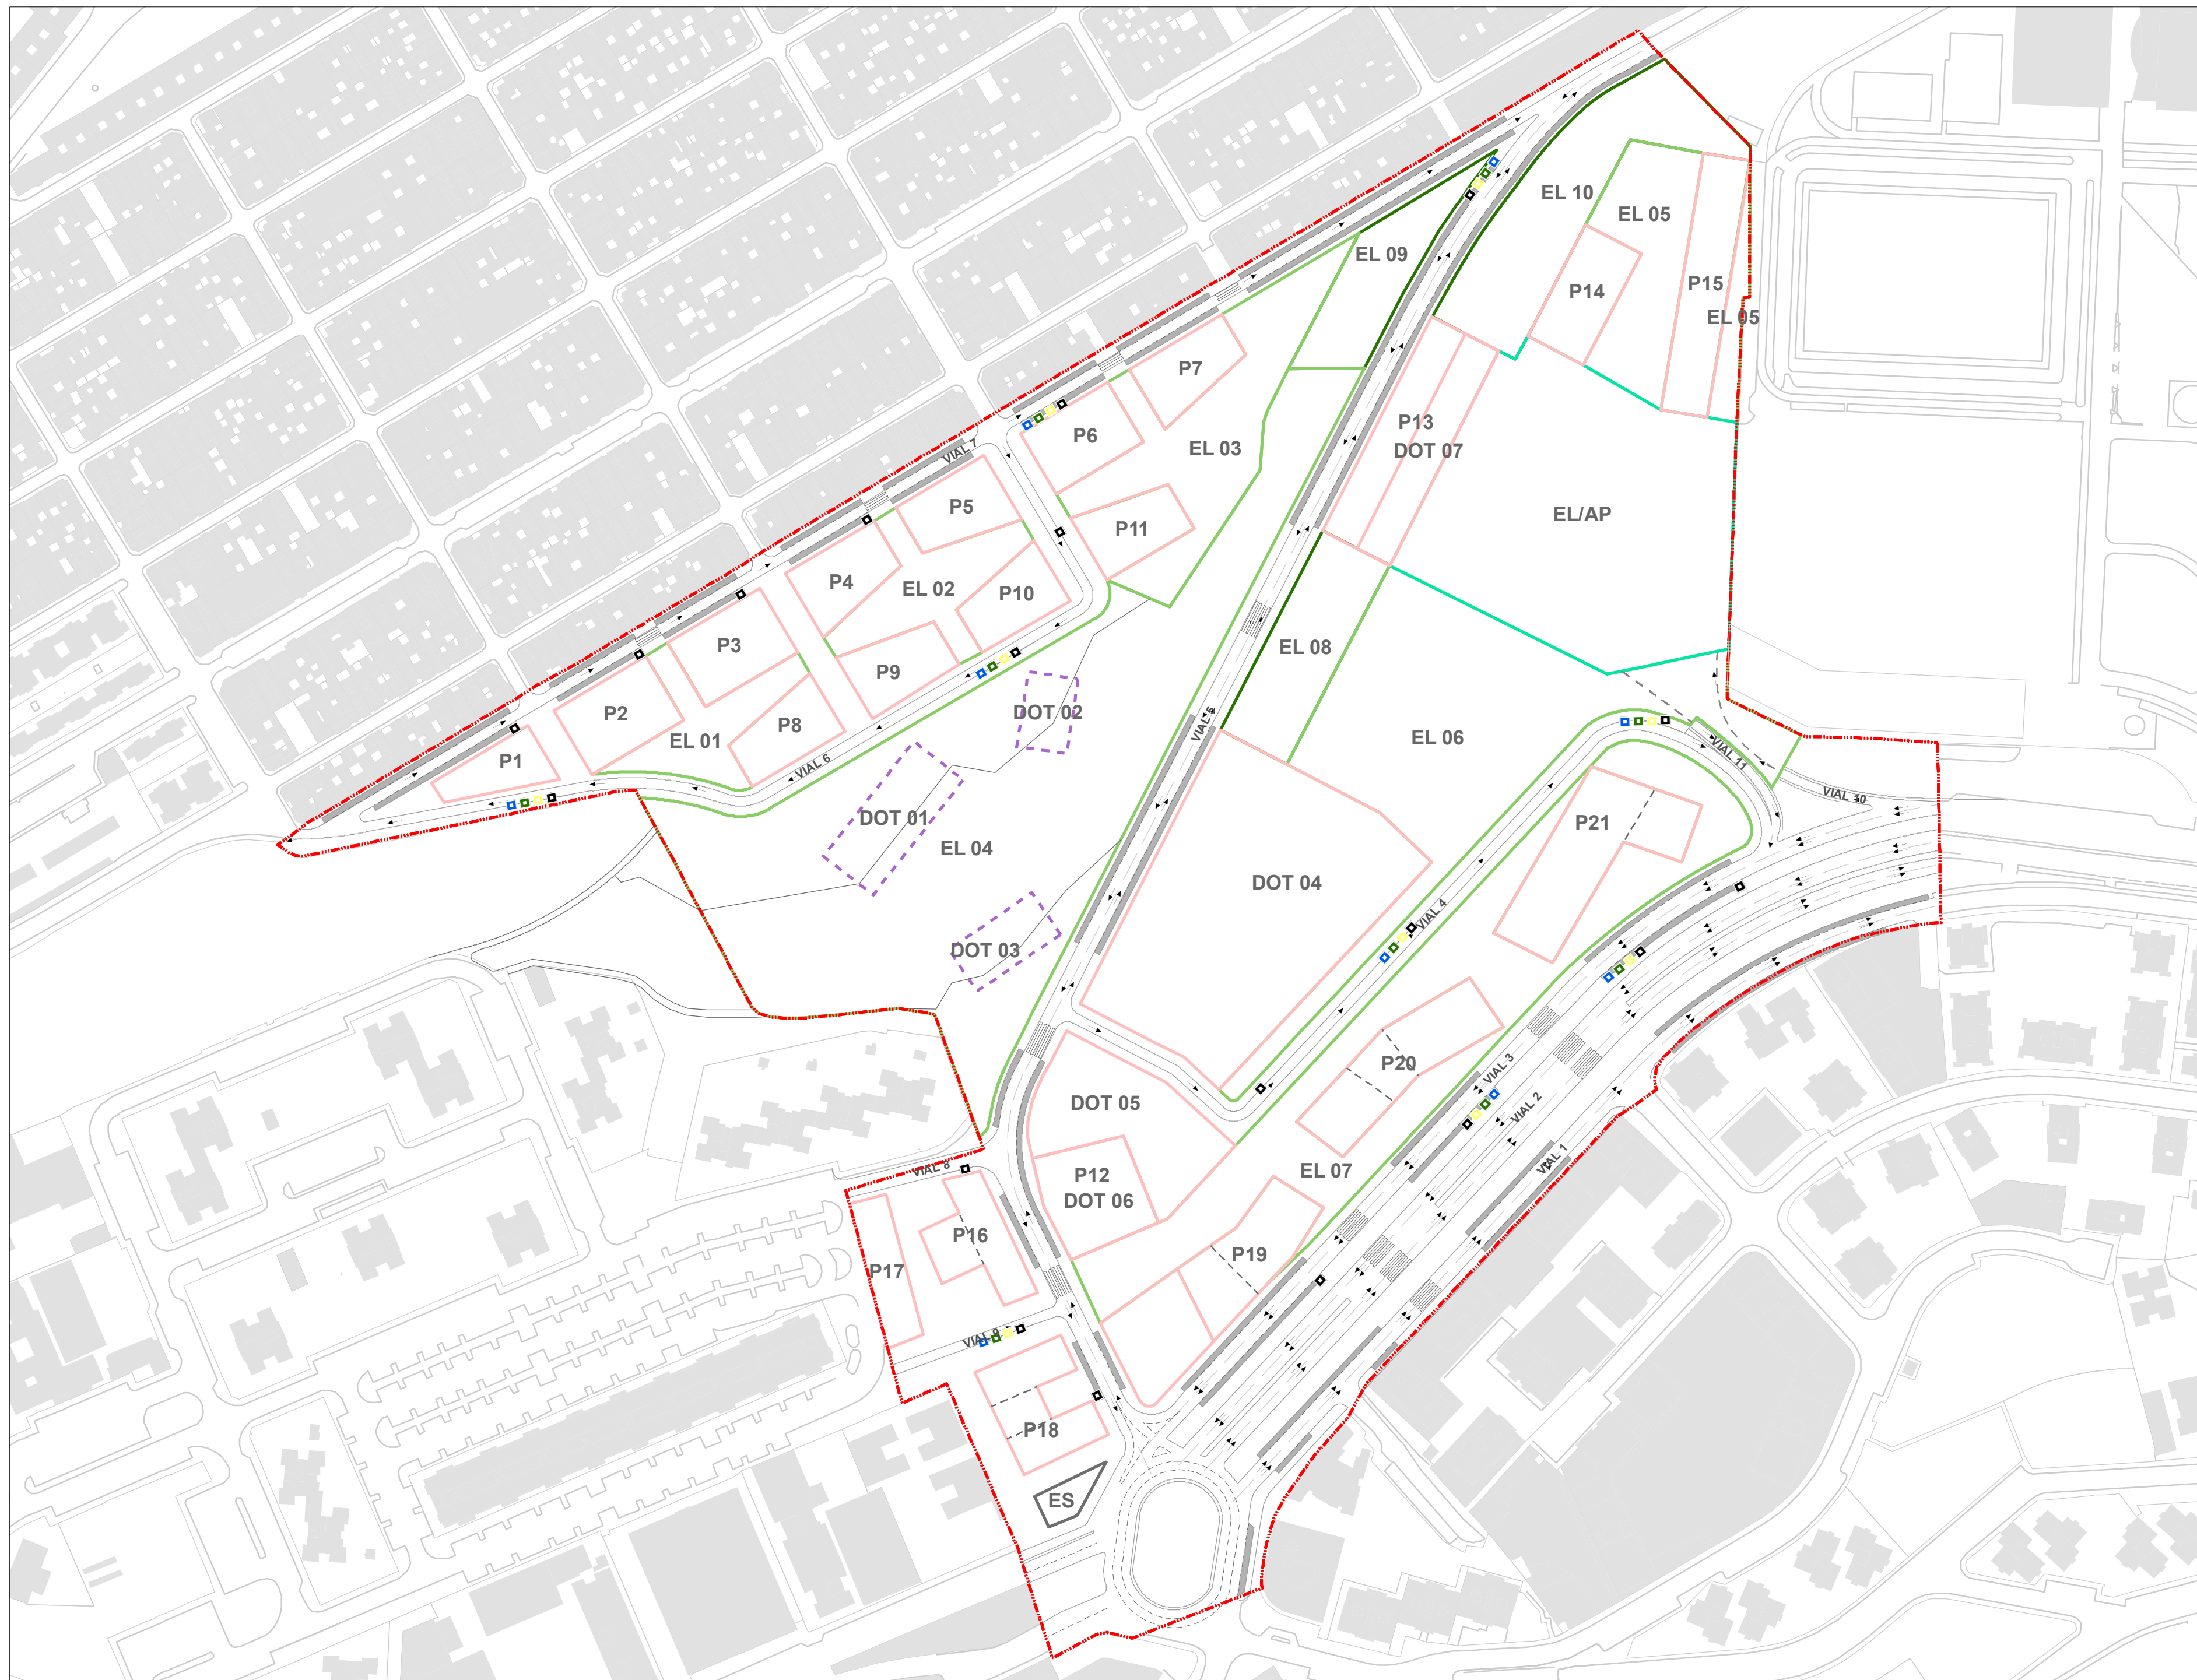 EL 10
EL 05
EL 09
P14
P15
EL 05
P7
P13
P6
EL 03
DOT 07
VIAL 7
P5
EL/AP
P11
P4
EL 02
P10
P3
EL 08
P9
P2
DOT 02
VIAL 5
P8
EL 06
EL 01
VIAL 11
P1
VIAL 6
VIAL 10
DOT 01
P21
EL 04
DOT 04
VIAL 4
DOT 03
P20
VIAL 3
DOT 05
VIAL 2
VIAL 1
VIAL 8
EL 07
P12
DOT 06
P16
P19
P17
VIAL 9
P18
ES